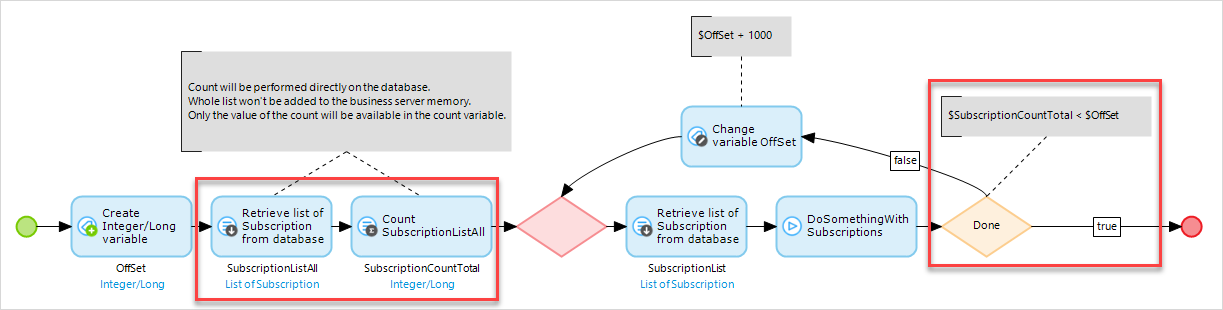 $OffSet + 1000
Count will be performed directly on the database.
Whole list won't be added to the business server memory.
Only the value of the count will be available in the count variable.
$SubscriptionCountTotal < $OffSet
Change
variable OffSet
false
Create
Integer/Long
variable
OffSet
Integer/Long
Retrieve list of
Subscription
from database
SubscriptionListAll
List of Subscription
Count
SubscriptionListAll
SubscriptionCountTotal
Integer/Long
Retrieve list of
Subscription
from database
SubscriptionList
List of Subscription
DoSomethingWith
Subscriptions
Done
true